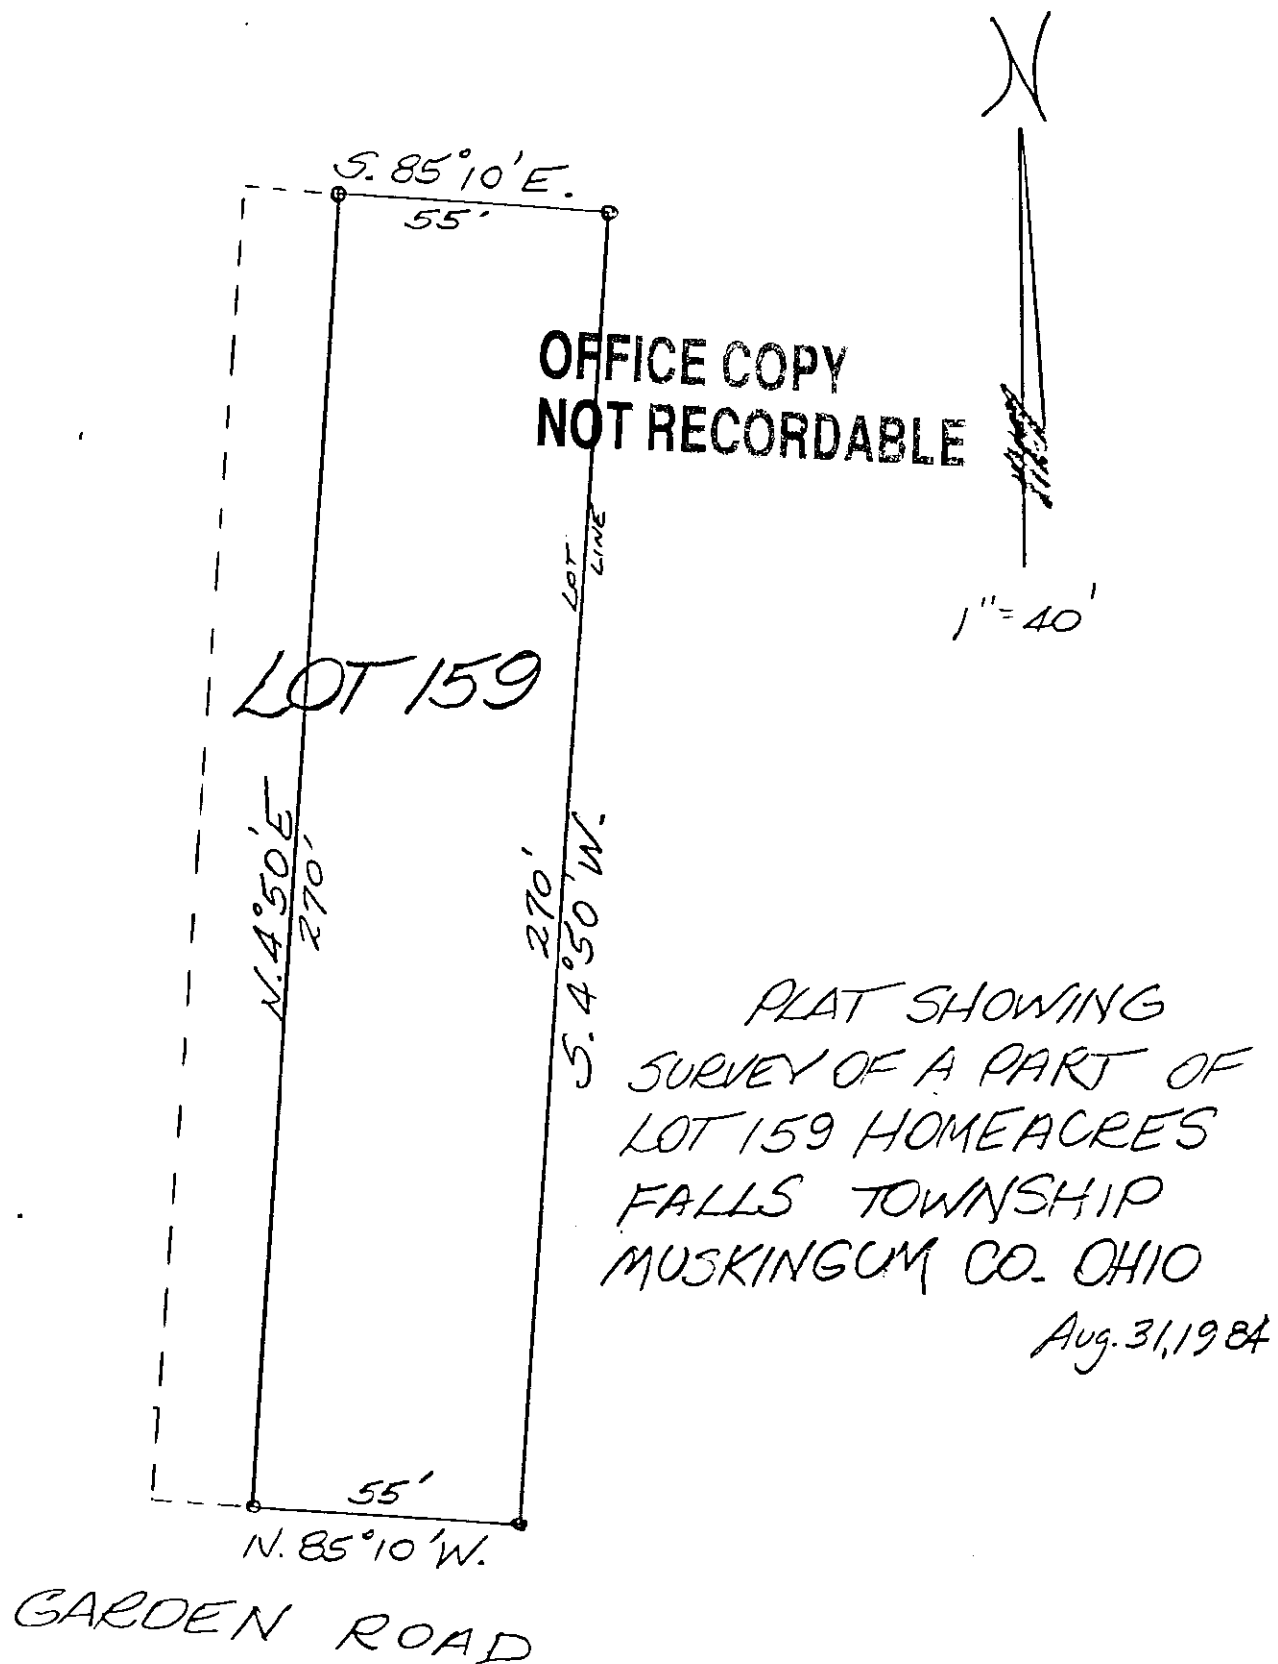 N
S. 85°10'E.
55'
OFFICE COPY
NOT RECORDABLE
LOT
LINE
1"=40'
LOT 159
N. 4°50'E
270'
270'
S. 4°50'W.
PLAT SHOWING
SURVEY OF A PART OF
LOT 159 HOMEACRES
FALLS TOWNSHIP
MUSKINGUM CO. OHIO
Aug. 31, 1984
55'
N. 85°10'W.
GARDEN ROAD